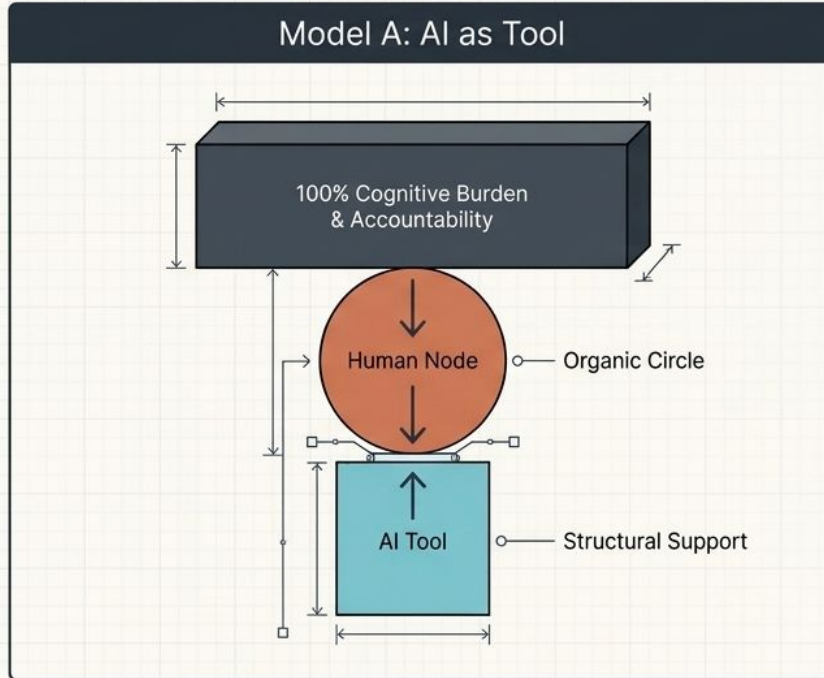 Model A: AI as Tool
100% Cognitive Burden
& Accountability
Human Node
Organic Circle
AI Tool
Structural Support